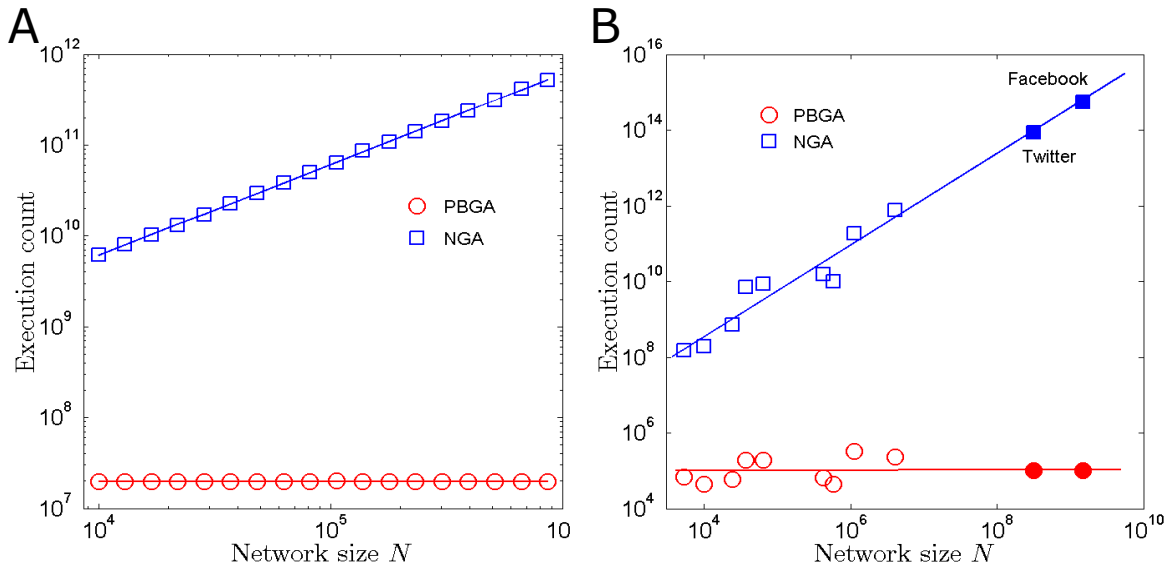 A
10^12
10^11
10^10
10^9
10^8
10^7
Execution count
PBGA
NGA
10^4
10^5
10
Network size N
B
10^16
10^14
10^12
10^10
10^8
10^6
10^4
Execution count
PBGA
NGA
Facebook
Twitter
10^4
10^6
10^8
10^10
Network size N